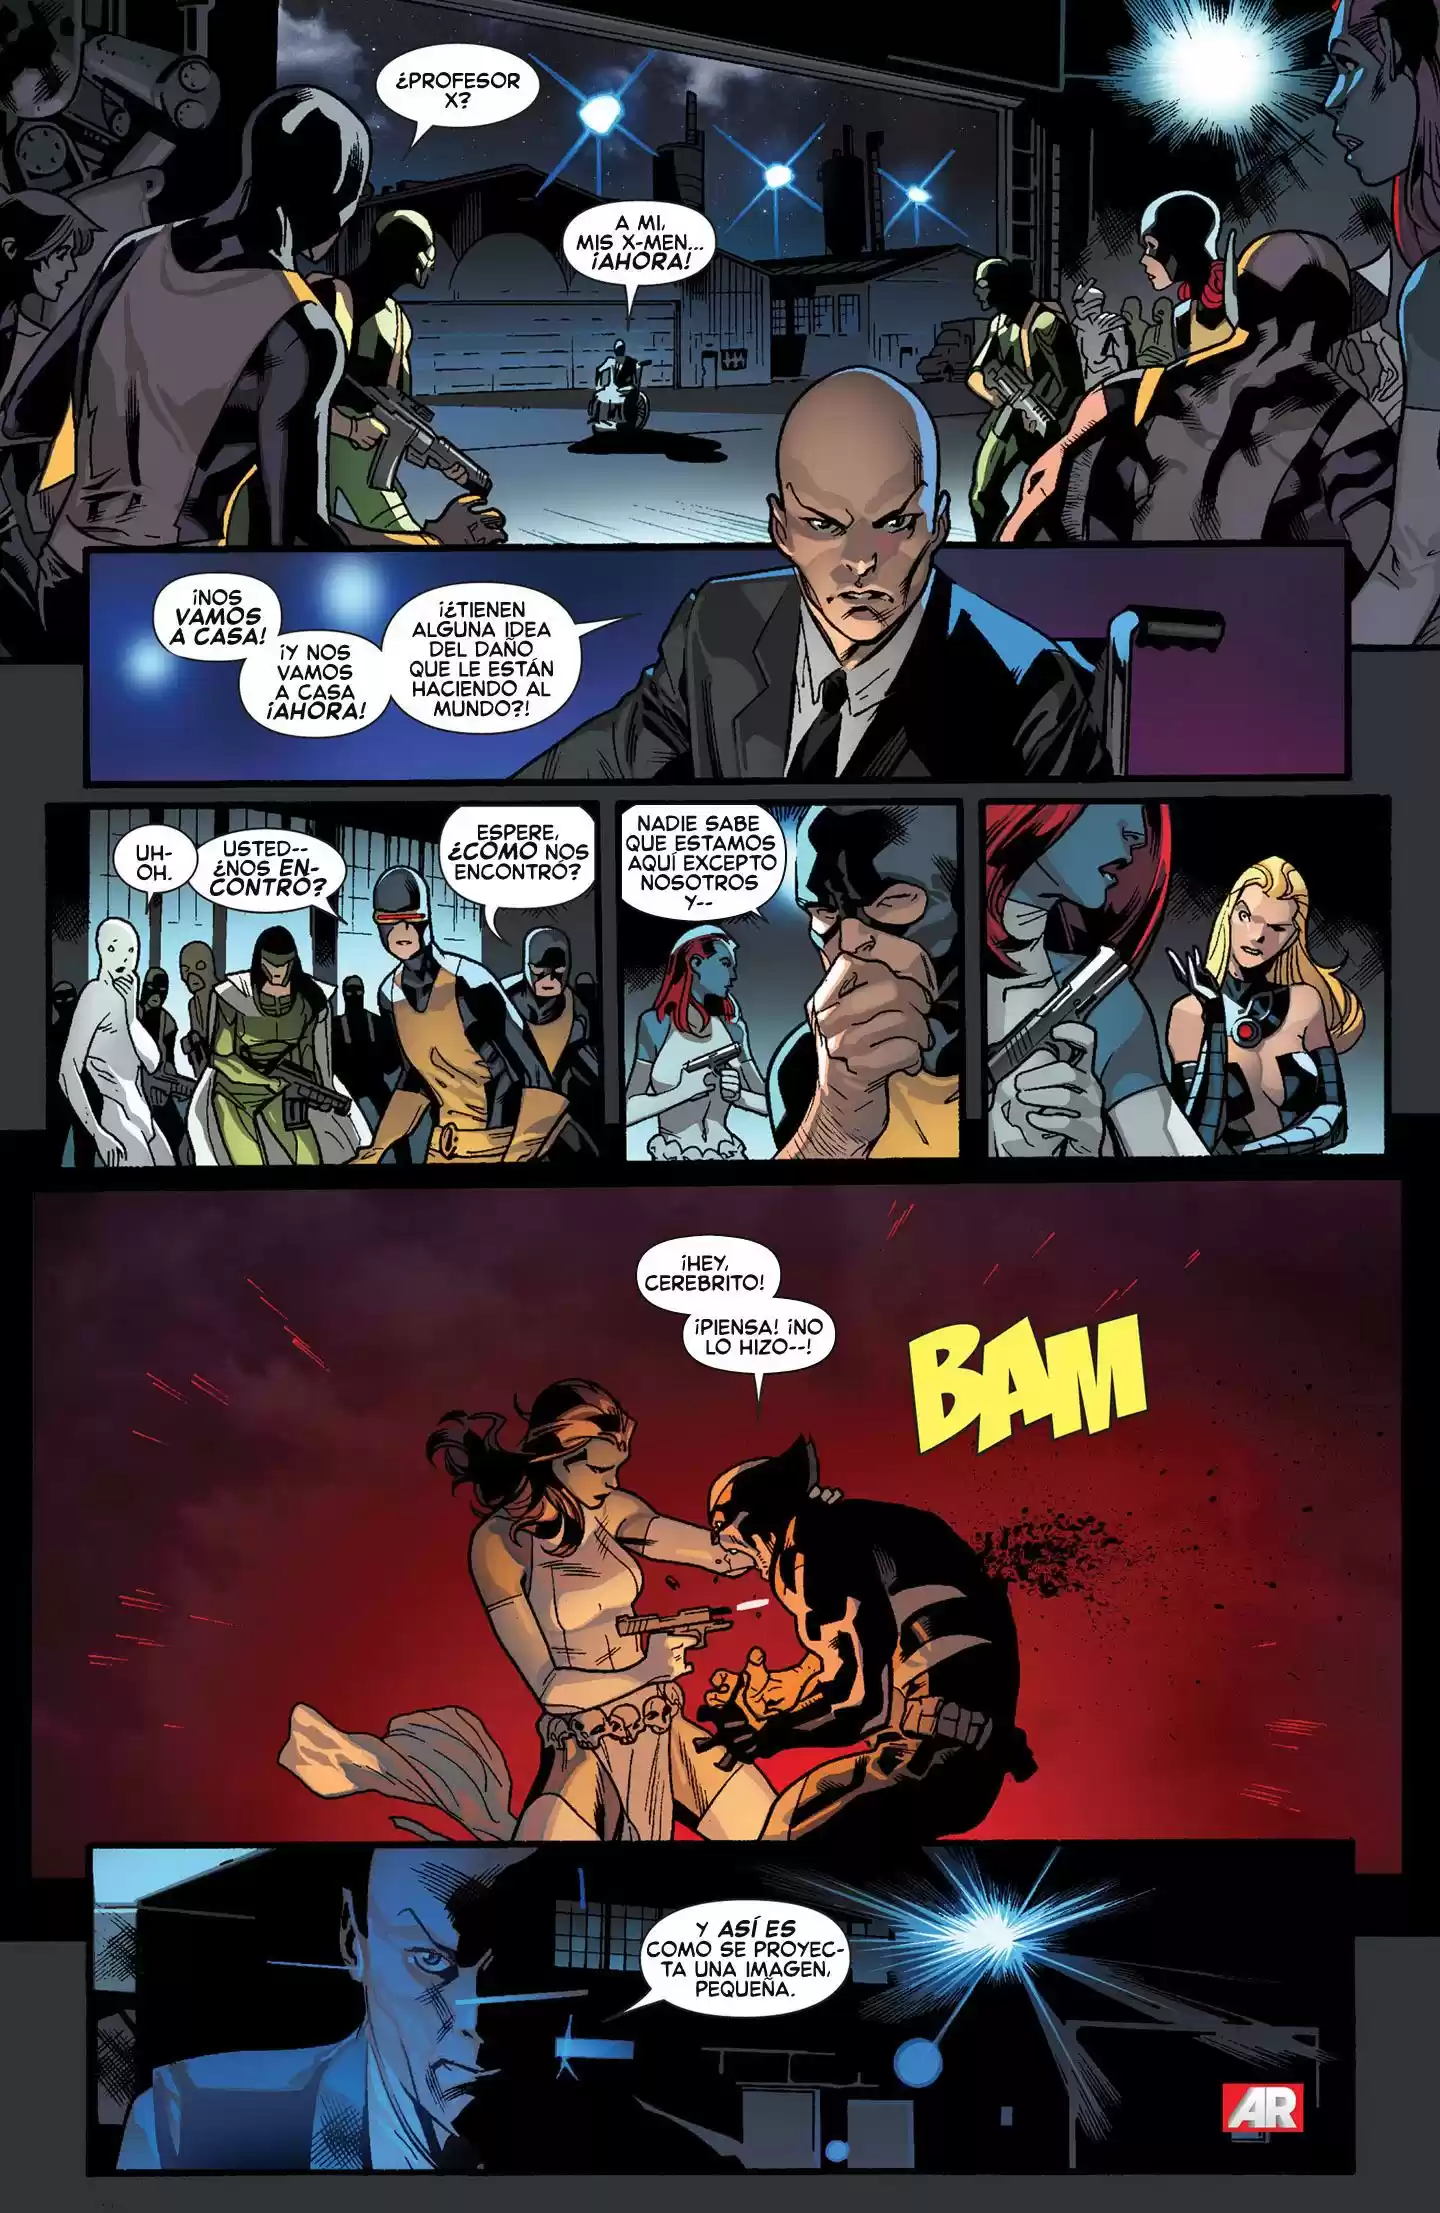 ¿PROFESOR
X?
A MI,
MIS X-MEN...
¡AHORA!
¡NOS
VAMOS
A CASA!
¡Y NOS
VAMOS
A CASA
¡AHORA!
¡¿TIENEN
ALGUNA IDEA
DEL DAÑO
QUE LE ESTÁN
HACIENDO AL
MUNDO?!
UH-
OH.
USTED--
¿NOS EN-
CONTRÓ?
ESPERE,
¿CÓMO NOS
ENCONTRÓ?
NADIE SABE
QUE ESTAMOS
AQUÍ EXCEPTO
NOSOTROS
Y--
¡HEY,
CEREBRITO!
¡PIENSA! ¡NO
LO HIZO--!
BAM
Y ASÍ ES
COMO SE PROYEC-
TA UNA IMAGEN,
PEQUEÑA.
AR